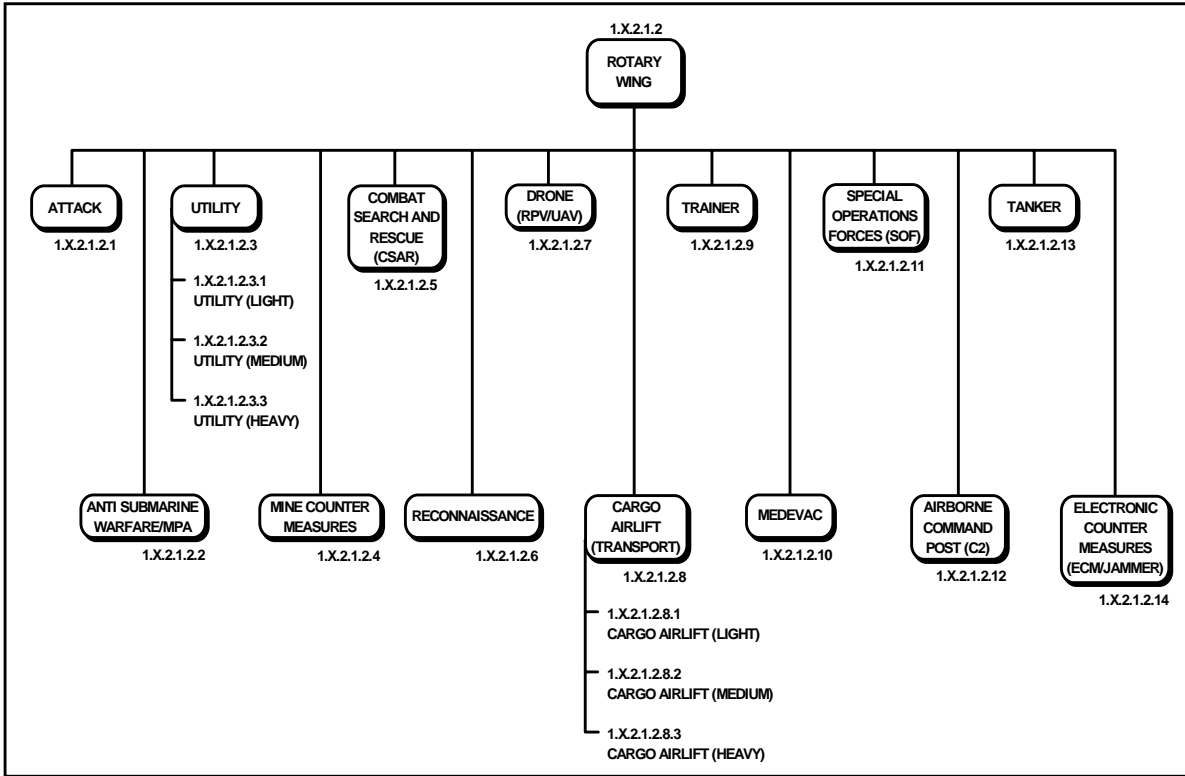 1.X.2.1.2
ROTARY
WING
ATTACK
1.X.2.1.2.1
UTILITY
1.X.2.1.2.3
1.X.2.1.2.3.1
UTILITY (LIGHT)
1.X.2.1.2.3.2
UTILITY (MEDIUM)
1.X.2.1.2.3.3
UTILITY (HEAVY)
COMBAT
SEARCH AND
RESCUE
(CSAR)
1.X.2.1.2.5
DRONE
(RPV/UAV)
1.X.2.1.2.7
TRAINER
1.X.2.1.2.9
SPECIAL
OPERATIONS
FORCES (SOF)
1.X.2.1.2.11
TANKER
1.X.2.1.2.13
ANTI SUBMARINE
WARFARE/MPA
1.X.2.1.2.2
MINE COUNTER
MEASURES
1.X.2.1.2.4
RECONNAISSANCE
1.X.2.1.2.6
CARGO
AIRLIFT
(TRANSPORT)
1.X.2.1.2.8
1.X.2.1.2.8.1
CARGO AIRLIFT (LIGHT)
1.X.2.1.2.8.2
CARGO AIRLIFT (MEDIUM)
1.X.2.1.2.8.3
CARGO AIRLIFT (HEAVY)
MEDEVAC
1.X.2.1.2.10
AIRBORNE
COMMAND
POST (C2)
1.X.2.1.2.12
ELECTRONIC
COUNTER
MEASURES
(ECM/JAMMER)
1.X.2.1.2.14